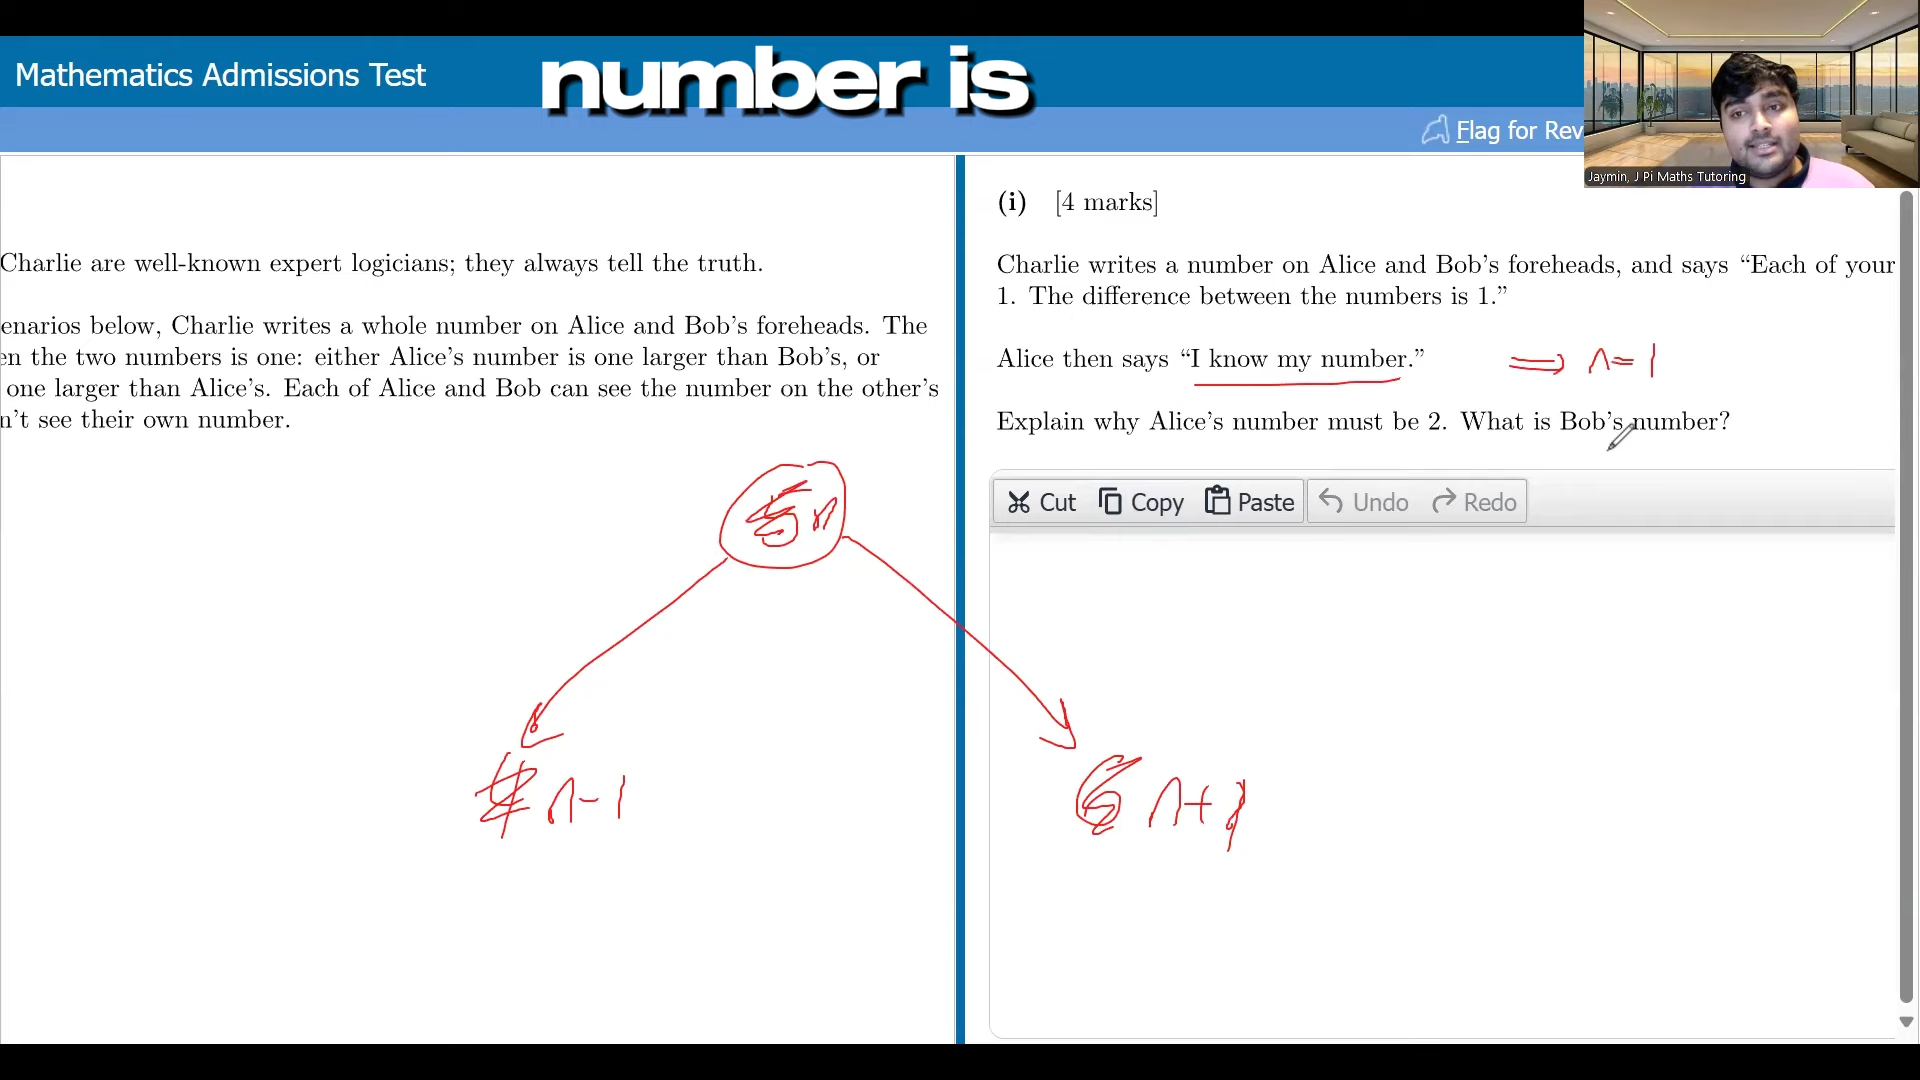 Mathematics Admissions Test
number is
Flag for Rev
Jaymin, J Pi Maths Tutoring
Charlie are well-known expert logicians; they always tell the truth.
enarios below, Charlie writes a whole number on Alice and Bob's foreheads. The
en the two numbers is one: either Alice's number is one larger than Bob's, or
one larger than Alice's. Each of Alice and Bob can see the number on the other's
n't see their own number.
(i) [4 marks]
Charlie writes a number on Alice and Bob's foreheads, and says “Each of your
1. The difference between the numbers is 1.”
Alice then says “I know my number.” ⟹ n = 1
Explain why Alice's number must be 2. What is Bob's number?
Cut Copy Paste Undo Redo
n
n-1
n+1